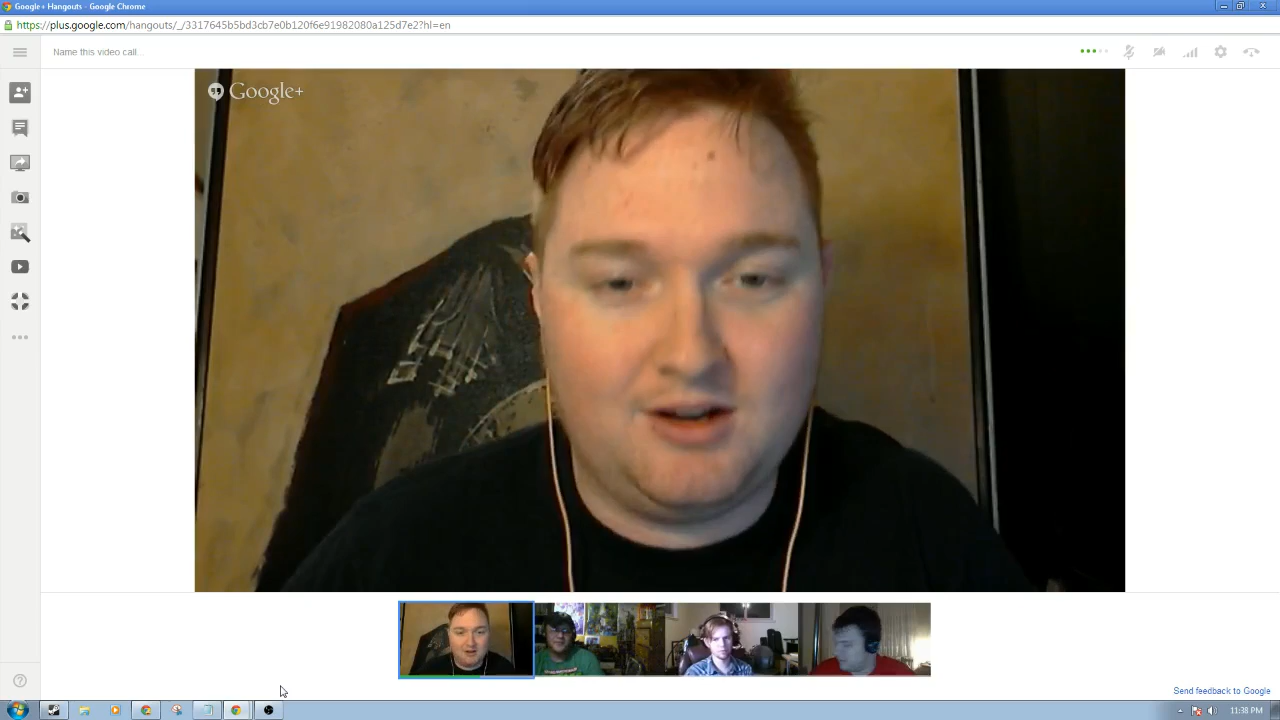 Google+ Hangouts - Google Chrome
https://plus.google.com/hangouts/_/3317645b5bd3cb7e0b120f6e91982080a125d7e2?hl=en
Name this video call...
Google+
Send feedback to Google
11:38 PM